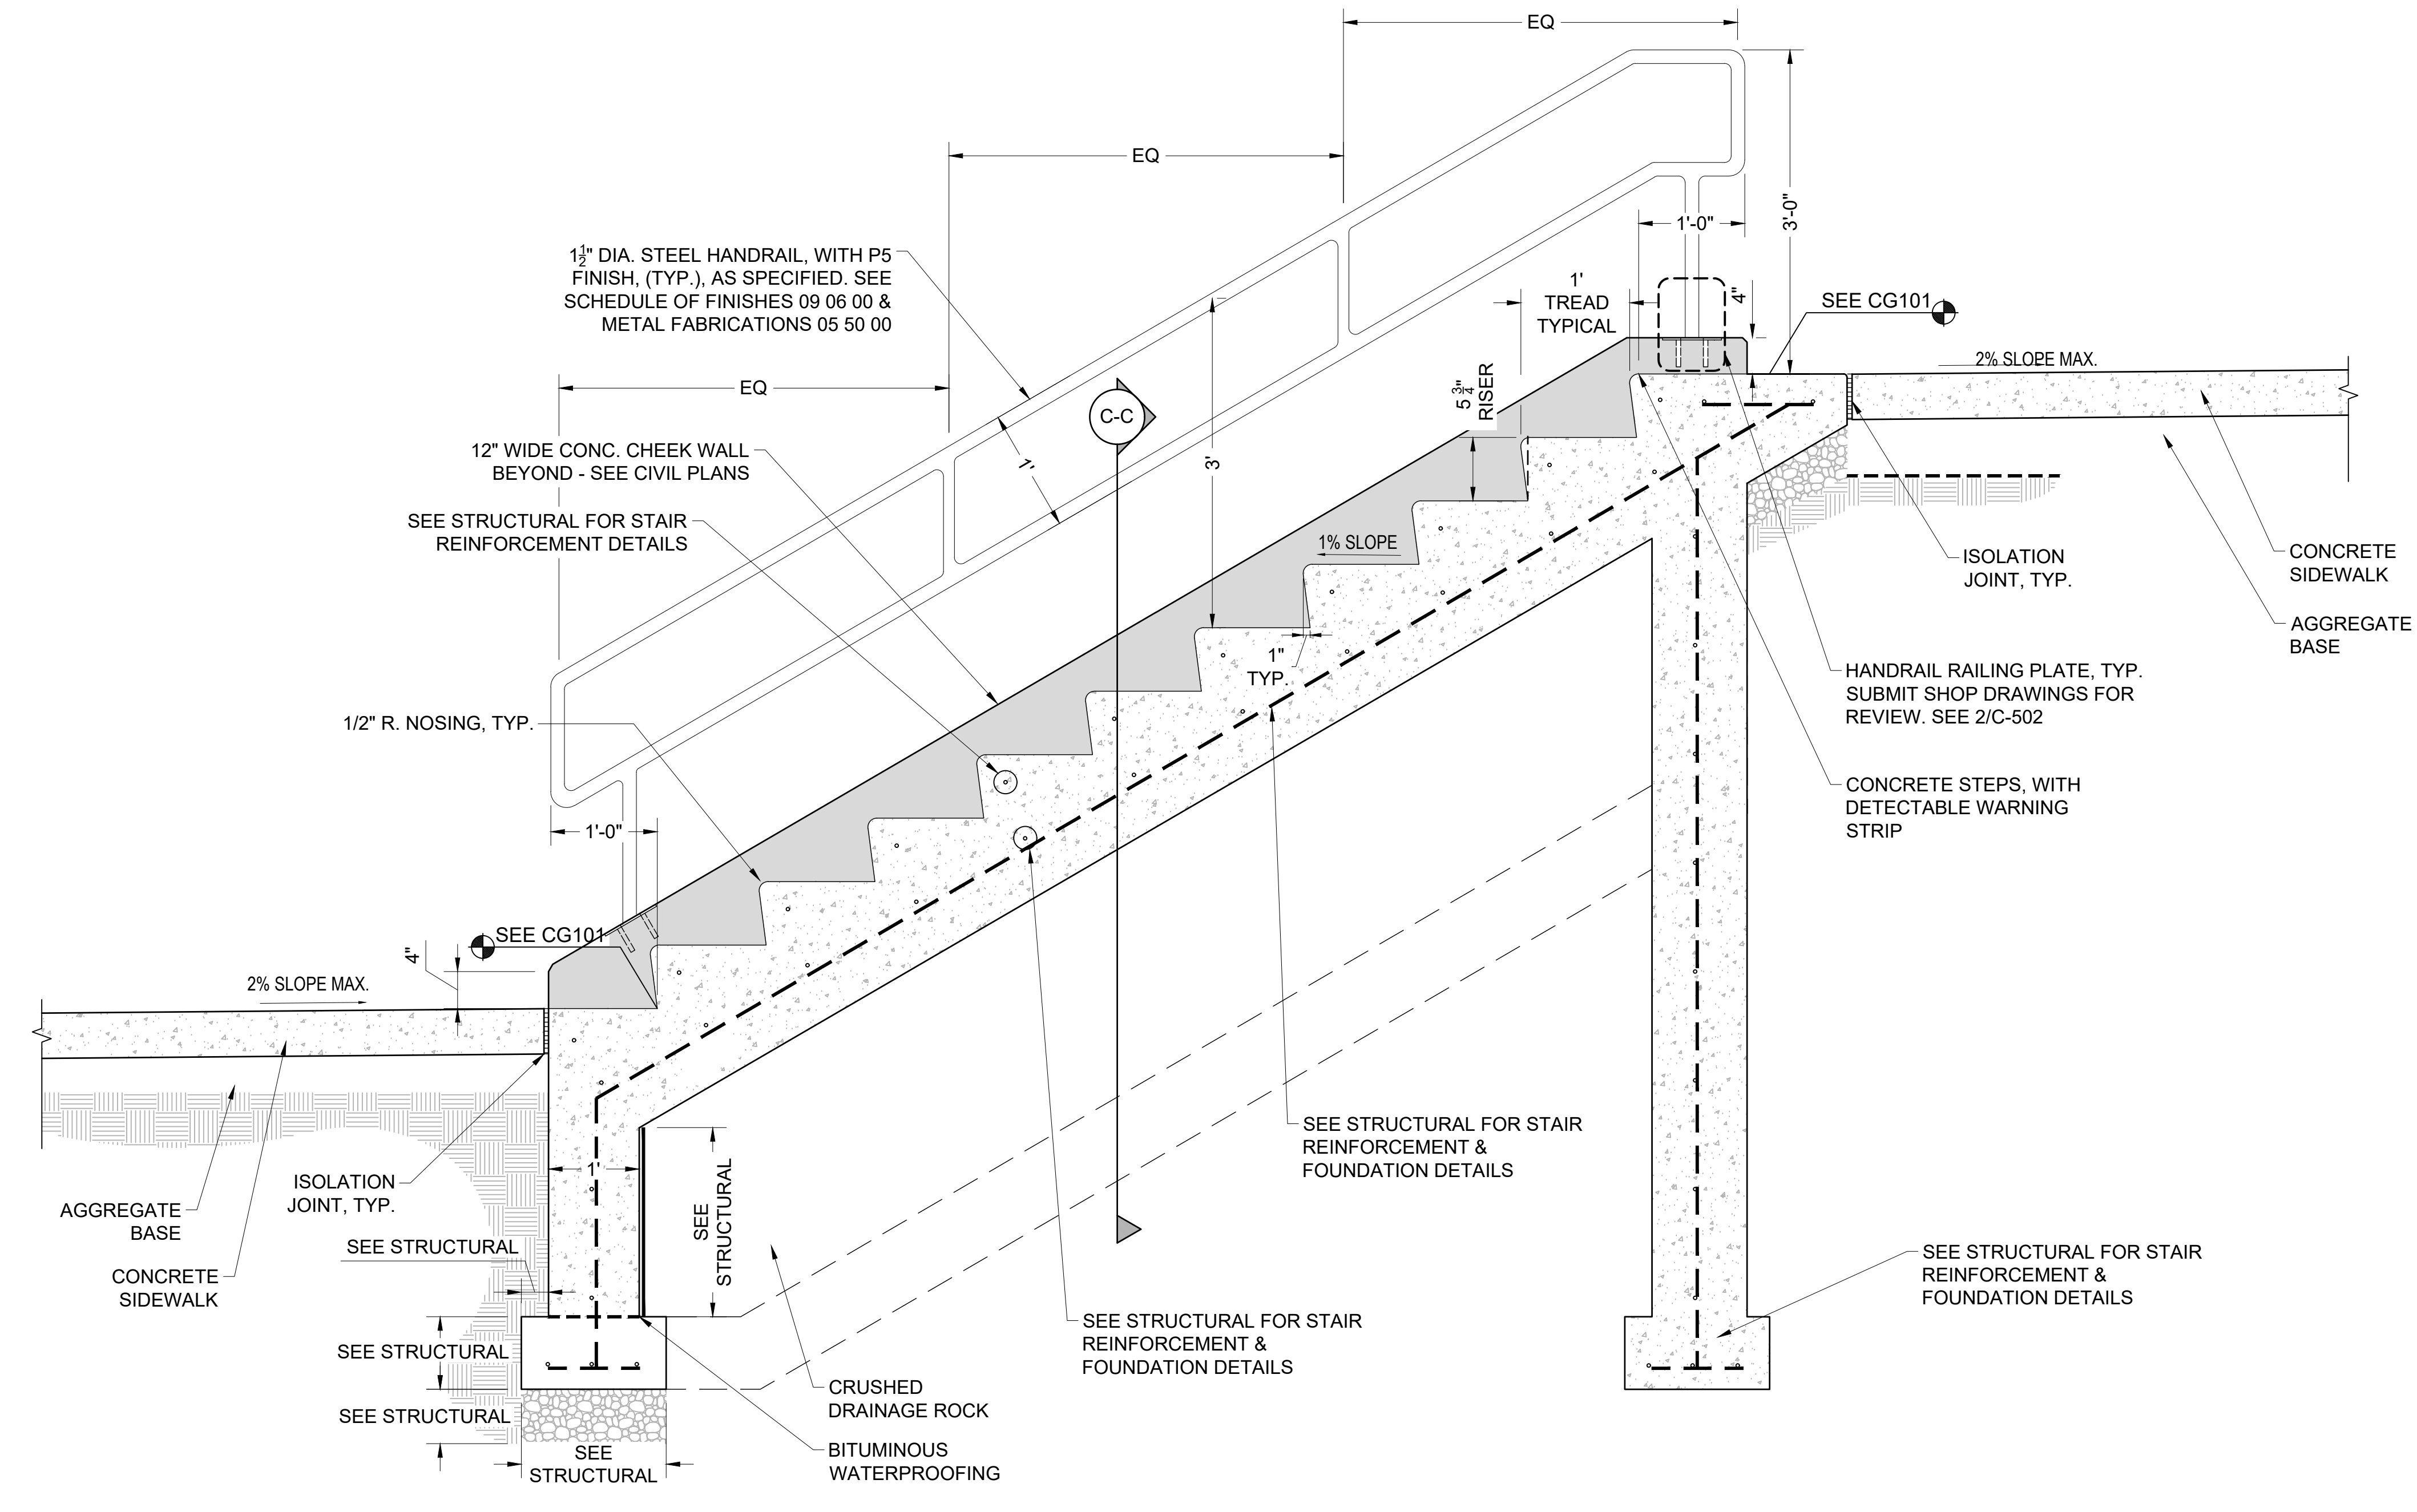 EQ
EQ
3'-0"
1'-0"
1 1/2" DIA. STEEL HANDRAIL, WITH P5
FINISH, (TYP.), AS SPECIFIED. SEE
SCHEDULE OF FINISHES 09 06 00 &
METAL FABRICATIONS 05 50 00
1'
TREAD
TYPICAL
4"
SEE CG101
2% SLOPE MAX.
EQ
5 3/4"
RISER
C-C
12" WIDE CONC. CHEEK WALL
BEYOND - SEE CIVIL PLANS
1'
3'
SEE STRUCTURAL FOR STAIR
REINFORCEMENT DETAILS
1% SLOPE
ISOLATION
JOINT, TYP.
CONCRETE
SIDEWALK
AGGREGATE
BASE
1"
TYP.
HANDRAIL RAILING PLATE, TYP.
SUBMIT SHOP DRAWINGS FOR
REVIEW. SEE 2/C-502
1/2" R. NOSING, TYP.
CONCRETE STEPS, WITH
DETECTABLE WARNING
STRIP
1'-0"
SEE CG101
4"
2% SLOPE MAX.
SEE STRUCTURAL FOR STAIR
REINFORCEMENT &
FOUNDATION DETAILS
1'
ISOLATION
JOINT, TYP.
AGGREGATE
BASE
SEE
STRUCTURAL
SEE STRUCTURAL
CONCRETE
SIDEWALK
SEE STRUCTURAL FOR STAIR
REINFORCEMENT &
FOUNDATION DETAILS
SEE STRUCTURAL FOR STAIR
REINFORCEMENT &
FOUNDATION DETAILS
SEE STRUCTURAL
CRUSHED
DRAINAGE ROCK
SEE STRUCTURAL
BITUMINOUS
WATERPROOFING
SEE
STRUCTURAL